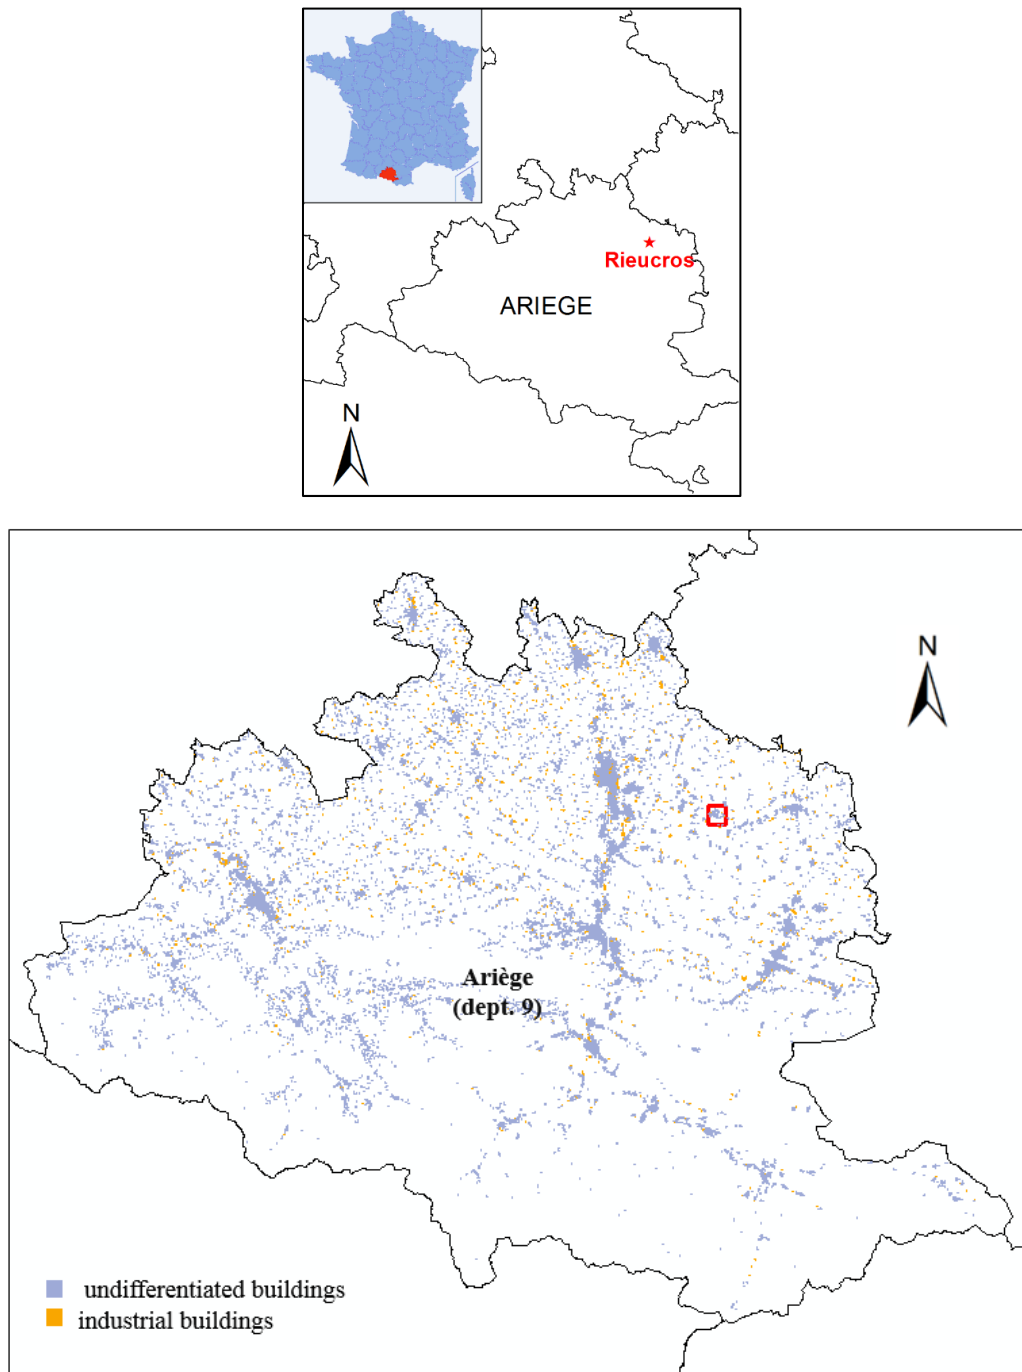 Rieucros
ARIEGE
N
N
Ariège
(dept. 9)
undifferentiated buildings
industrial buildings